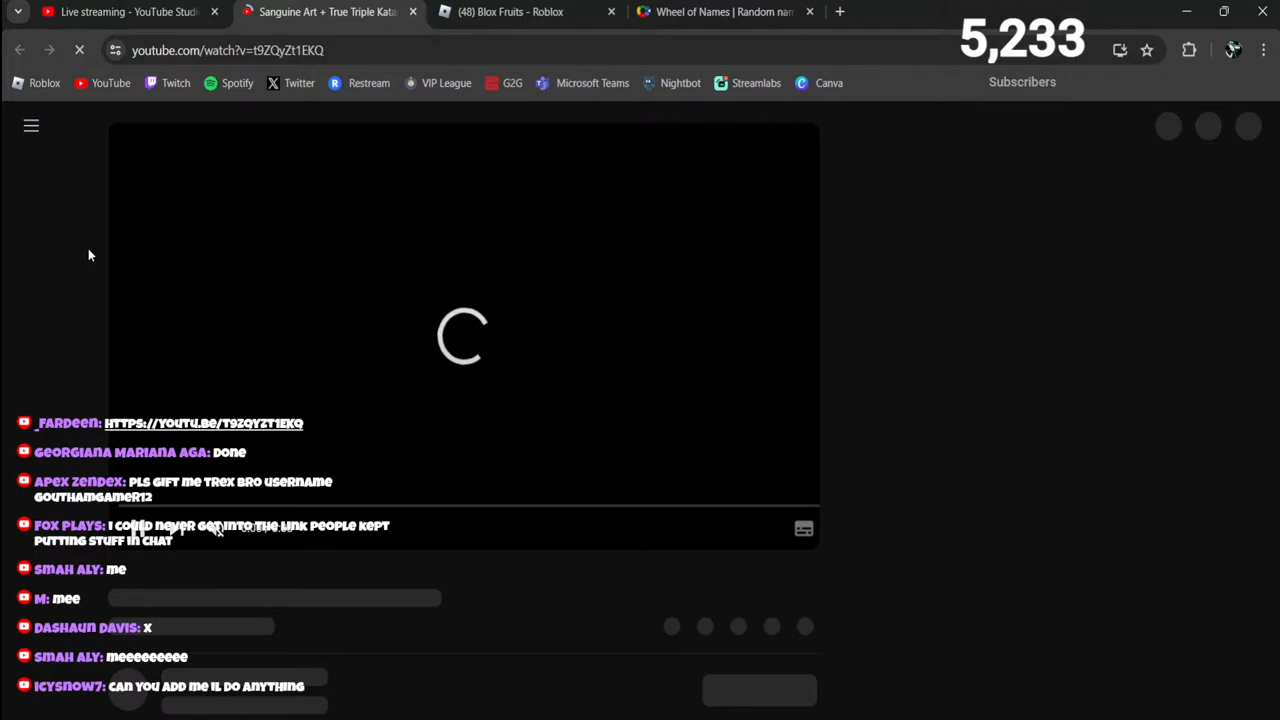 Live streaming - YouTube Studi
Sanguine Art + True Triple Kata
(48) Blox Fruits - Roblox
Wheel of Names | Random nam
youtube.com/watch?v=t9ZQyZt1EKQ
5,233
Subscribers
Roblox
YouTube
Twitch
Spotify
Twitter
Restream
VIP League
G2G
Microsoft Teams
Nightbot
Streamlabs
Canva
_Fardeen: https://youtu.be/t9ZQyZt1EKQ
Georgiana Mariana Aga: Done
Apex Zendex: pls gift me trex bro username
gouthamgamer12
Fox Plays: I could never get into the link people kept
putting stuff in chat
Smah Aly: me
M: mee
Dashaun Davis: X
Smah Aly: meeeeeeeee
icysnow7: can you add me il do anything